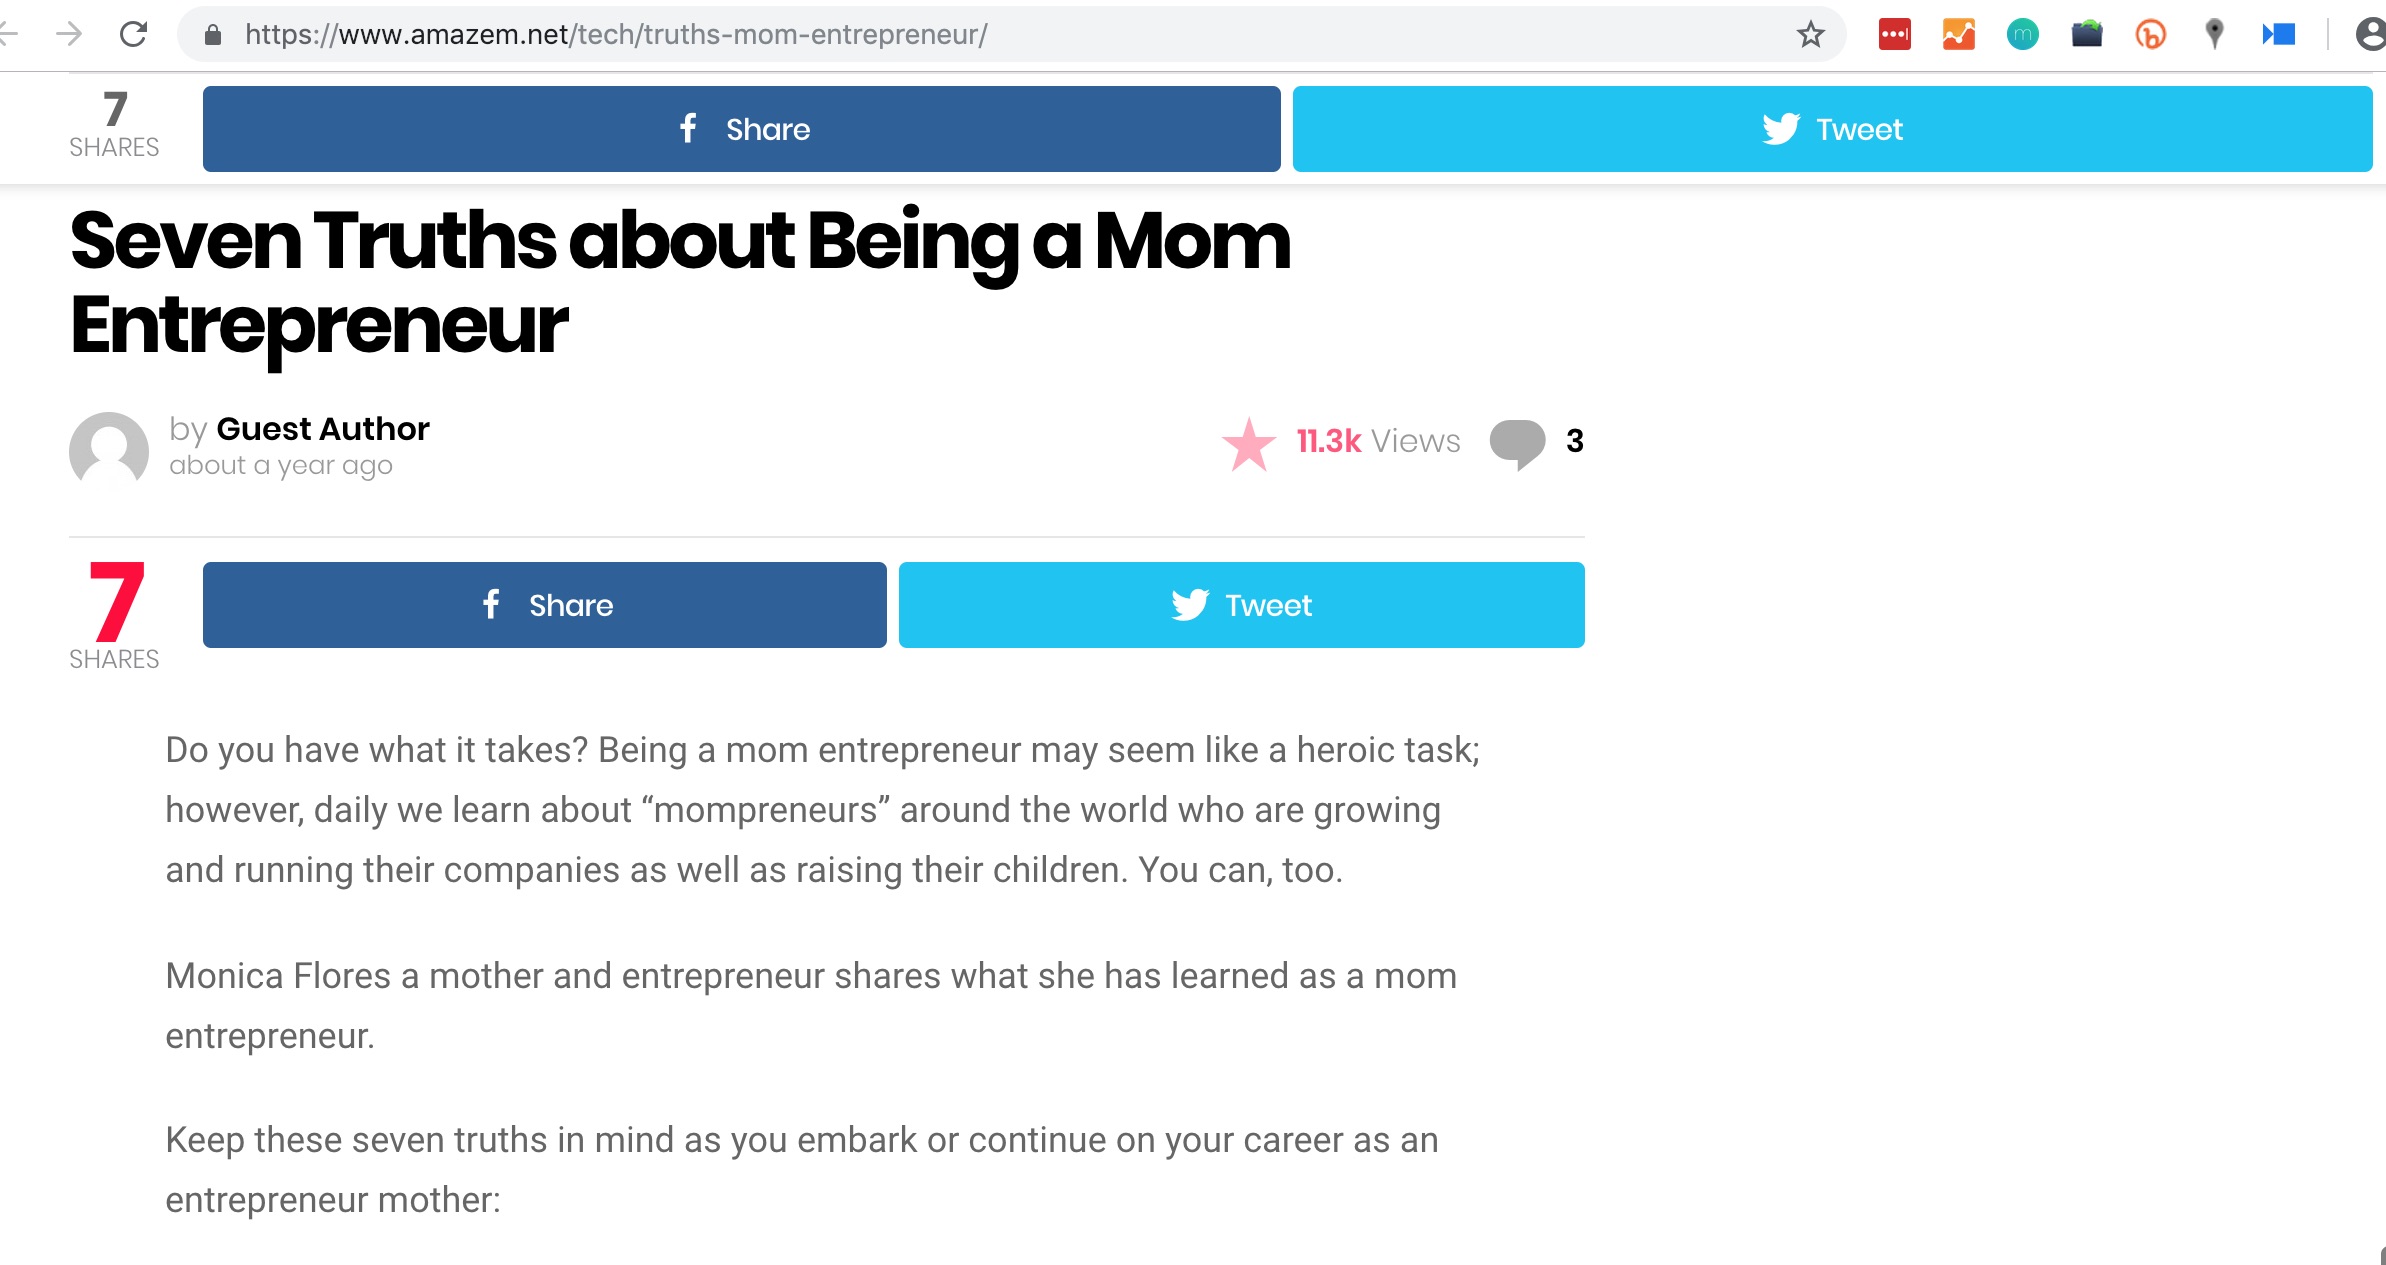 https://www.amazem.net/tech/truths-mom-entrepreneur/
7
SHARES
Share
Tweet
Seven Truths about Being a Mom
Entrepreneur
by Guest Author
about a year ago
11.3k Views
3
7
SHARES
Share
Tweet
Do you have what it takes? Being a mom entrepreneur may seem like a heroic task;
however, daily we learn about “mompreneurs” around the world who are growing
and running their companies as well as raising their children. You can, too.
Monica Flores a mother and entrepreneur shares what she has learned as a mom
entrepreneur.
Keep these seven truths in mind as you embark or continue on your career as an
entrepreneur mother: